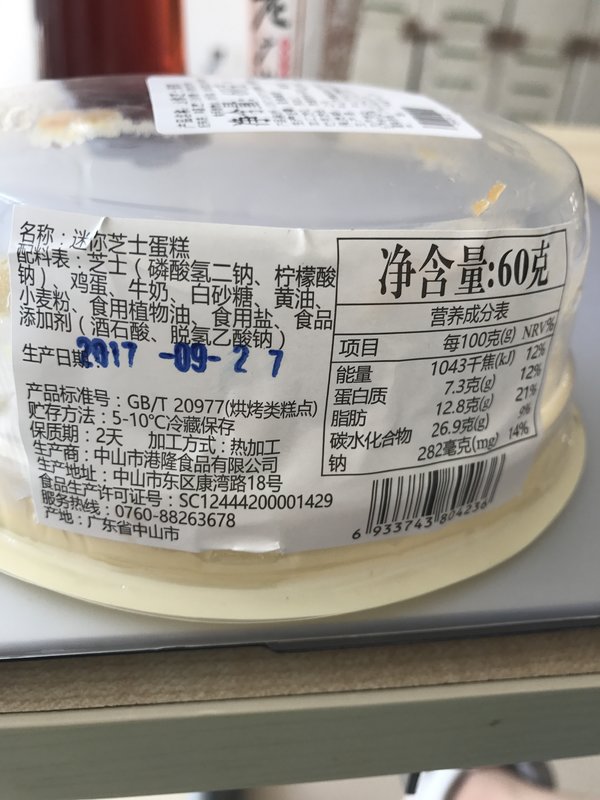 名称：迷你芝士蛋糕
配料表：芝士（磷酸氢二钠、柠檬酸
钠）、鸡蛋、牛奶、白砂糖、黄油、
小麦粉、食用植物油、食用盐、食品
添加剂（酒石酸、脱氢乙酸钠）
生产日期 2017 -09- 2 7
产品标准号：GB/T 20977(烘烤类糕点)
贮存方法：5-10°C冷藏保存
保质期：2天 加工方式：热加工
生产商：中山市港隆食品有限公司
生产地址：中山市东区康湾路18号
食品生产许可证号：SC12444200001429
服务热线：0760-88263678
产地：广东省中山市
净含量:60克
营养成分表
项目 每100克(g) NRV%
能量 1043千焦(kJ) 12%
蛋白质 7.3克(g) 12%
脂肪 12.8克(g) 21%
碳水化合物 26.9克(g) 9%
钠 282毫克(mg) 14%
6 933743 804236